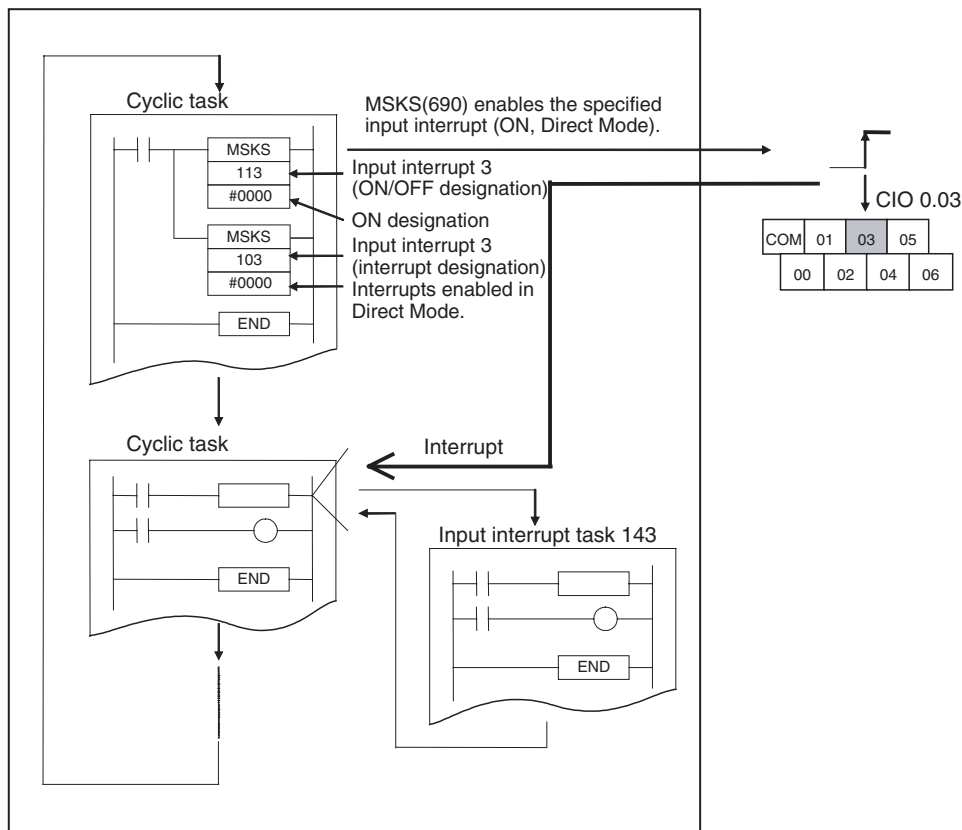 Cyclic task
MSKS(690) enables the specified
input interrupt (ON, Direct Mode).
MSKS
113
#0000
Input interrupt 3
(ON/OFF designation)
ON designation
MSKS
103
#0000
Input interrupt 3
(interrupt designation)
Interrupts enabled in
Direct Mode.
END
CIO 0.03
COM 01 03 05
00 02 04 06
Cyclic task
Interrupt
END
Input interrupt task 143
END